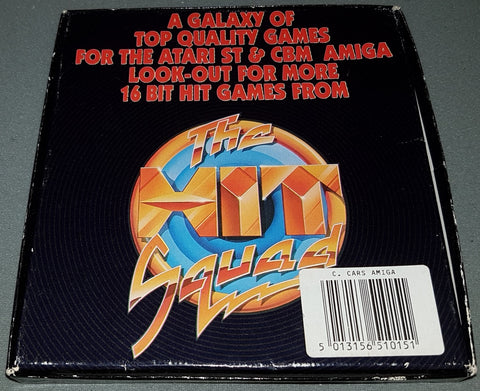 A GALAXY OF
TOP QUALITY GAMES
FOR THE ATARI ST & CBM AMIGA
LOOK-OUT FOR MORE
16 BIT HIT GAMES FROM
THE
HIT
Squad
C. CARS AMIGA
5 013156 510151